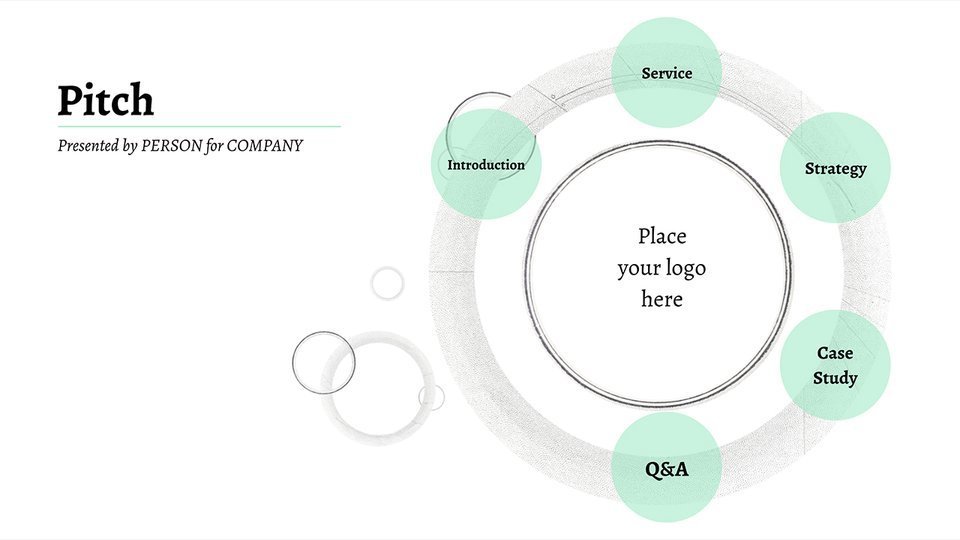 Pitch
Presented by PERSON for COMPANY
Introduction
Service
Strategy
Case
Study
Q&A
Place
your logo
here